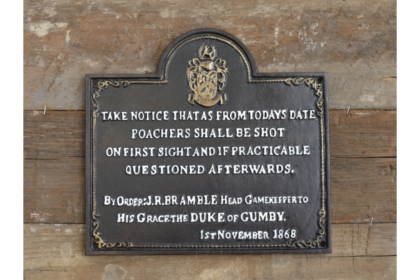 TAKE NOTICE THAT AS FROM TODAYS DATE
POACHERS SHALL BE SHOT
ON FIRST SIGHT AND IF PRACTICABLE
QUESTIONED AFTERWARDS.
BY ORDER: J.R. BRAMBLE HEAD GAMEKEEPER TO
HIS GRACE THE DUKE OF GUMBY.
1ST NOVEMBER 1868